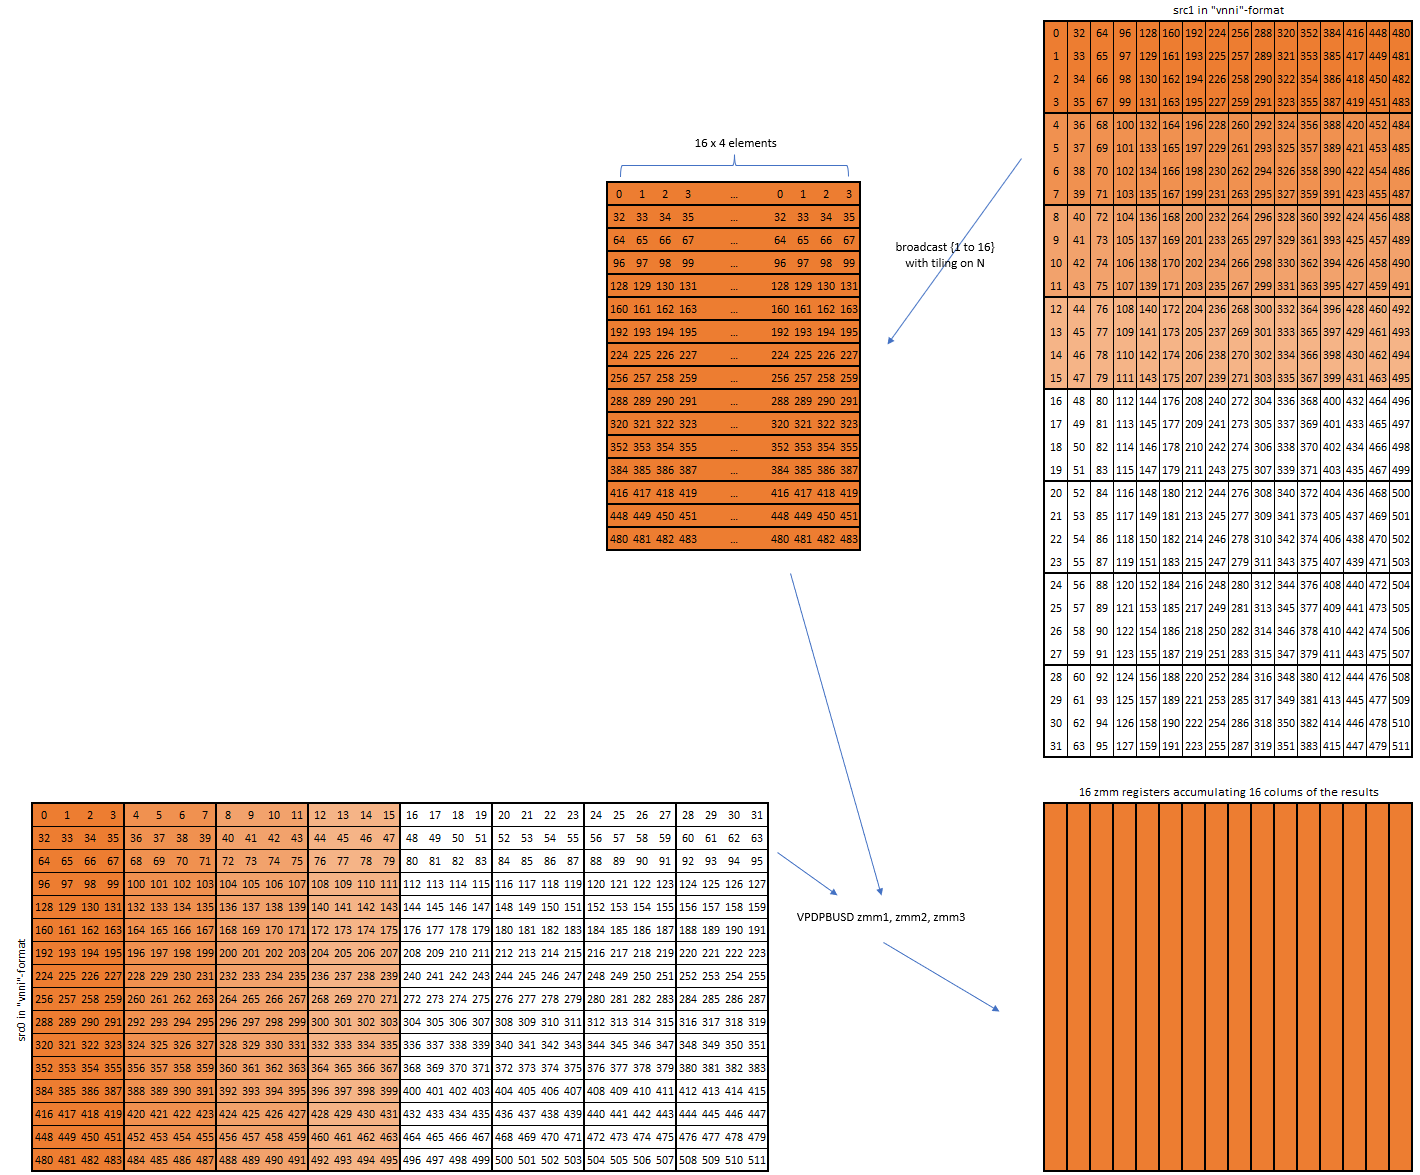 src1 in "vnni"-format
0 32 64 96 128 160 192 224 256 288 320 352 384 416 448 480
1 33 65 97 129 161 193 225 257 289 321 353 385 417 449 481
2 34 66 98 130 162 194 226 258 290 322 354 386 418 450 482
3 35 67 99 131 163 195 227 259 291 323 355 387 419 451 483
4 36 68 100 132 164 196 228 260 292 324 356 388 420 452 484
5 37 69 101 133 165 197 229 261 293 325 357 389 421 453 485
6 38 70 102 134 166 198 230 262 294 326 358 390 422 454 486
7 39 71 103 135 167 199 231 263 295 327 359 391 423 455 487
8 40 72 104 136 168 200 232 264 296 328 360 392 424 456 488
9 41 73 105 137 169 201 233 265 297 329 361 393 425 457 489
10 42 74 106 138 170 202 234 266 298 330 362 394 426 458 490
11 43 75 107 139 171 203 235 267 299 331 363 395 427 459 491
12 44 76 108 140 172 204 236 268 300 332 364 396 428 460 492
13 45 77 109 141 173 205 237 269 301 333 365 397 429 461 493
14 46 78 110 142 174 206 238 270 302 334 366 398 430 462 494
15 47 79 111 143 175 207 239 271 303 335 367 399 431 463 495
16 48 80 112 144 176 208 240 272 304 336 368 400 432 464 496
17 49 81 113 145 177 209 241 273 305 337 369 401 433 465 497
18 50 82 114 146 178 210 242 274 306 338 370 402 434 466 498
19 51 83 115 147 179 211 243 275 307 339 371 403 435 467 499
20 52 84 116 148 180 212 244 276 308 340 372 404 436 468 500
21 53 85 117 149 181 213 245 277 309 341 373 405 437 469 501
22 54 86 118 150 182 214 246 278 310 342 374 406 438 470 502
23 55 87 119 151 183 215 247 279 311 343 375 407 439 471 503
24 56 88 120 152 184 216 248 280 312 344 376 408 440 472 504
25 57 89 121 153 185 217 249 281 313 345 377 409 441 473 505
26 58 90 122 154 186 218 250 282 314 346 378 410 442 474 506
27 59 91 123 155 187 219 251 283 315 347 379 411 443 475 507
28 60 92 124 156 188 220 252 284 316 348 380 412 444 476 508
29 61 93 125 157 189 221 253 285 317 349 381 413 445 477 509
30 62 94 126 158 190 222 254 286 318 350 382 414 446 478 510
31 63 95 127 159 191 223 255 287 319 351 383 415 447 479 511
16 x 4 elements
0 1 2 3 ... 0 1 2 3
32 33 34 35 ... 32 33 34 35
64 65 66 67 ... 64 65 66 67
96 97 98 99 ... 96 97 98 99
128 129 130 131 ... 128 129 130 131
160 161 162 163 ... 160 161 162 163
192 193 194 195 ... 192 193 194 195
224 225 226 227 ... 224 225 226 227
256 257 258 259 ... 256 257 258 259
288 289 290 291 ... 288 289 290 291
320 321 322 323 ... 320 321 322 323
352 353 354 355 ... 352 353 354 355
384 385 386 387 ... 384 385 386 387
416 417 418 419 ... 416 417 418 419
448 449 450 451 ... 448 449 450 451
480 481 482 483 ... 480 481 482 483
broadcast {1 to 16}
with tiling on N
src0 in "vnni"-format
0 1 2 3 4 5 6 7 8 9 10 11 12 13 14 15 16 17 18 19 20 21 22 23 24 25 26 27 28 29 30 31
32 33 34 35 36 37 38 39 40 41 42 43 44 45 46 47 48 49 50 51 52 53 54 55 56 57 58 59 60 61 62 63
64 65 66 67 68 69 70 71 72 73 74 75 76 77 78 79 80 81 82 83 84 85 86 87 88 89 90 91 92 93 94 95
96 97 98 99 100 101 102 103 104 105 106 107 108 109 110 111 112 113 114 115 116 117 118 119 120 121 122 123 124 125 126 127
128 129 130 131 132 133 134 135 136 137 138 139 140 141 142 143 144 145 146 147 148 149 150 151 152 153 154 155 156 157 158 159
160 161 162 163 164 165 166 167 168 169 170 171 172 173 174 175 176 177 178 179 180 181 182 183 184 185 186 187 188 189 190 191
192 193 194 195 196 197 198 199 200 201 202 203 204 205 206 207 208 209 210 211 212 213 214 215 216 217 218 219 220 221 222 223
224 225 226 227 228 229 230 231 232 233 234 235 236 237 238 239 240 241 242 243 244 245 246 247 248 249 250 251 252 253 254 255
256 257 258 259 260 261 262 263 264 265 266 267 268 269 270 271 272 273 274 275 276 277 278 279 280 281 282 283 284 285 286 287
288 289 290 291 292 293 294 295 296 297 298 299 300 301 302 303 304 305 306 307 308 309 310 311 312 313 314 315 316 317 318 319
320 321 322 323 324 325 326 327 328 329 330 331 332 333 334 335 336 337 338 339 340 341 342 343 344 345 346 347 348 349 350 351
352 353 354 355 356 357 358 359 360 361 362 363 364 365 366 367 368 369 370 371 372 373 374 375 376 377 378 379 380 381 382 383
384 385 386 387 388 389 390 391 392 393 394 395 396 397 398 399 400 401 402 403 404 405 406 407 408 409 410 411 412 413 414 415
416 417 418 419 420 421 422 423 424 425 426 427 428 429 430 431 432 433 434 435 436 437 438 439 440 441 442 443 444 445 446 447
448 449 450 451 452 453 454 455 456 457 458 459 460 461 462 463 464 465 466 467 468 469 470 471 472 473 474 475 476 477 478 479
480 481 482 483 484 485 486 487 488 489 490 491 492 493 494 495 496 497 498 499 500 501 502 503 504 505 506 507 508 509 510 511
VPDPBUSD zmm1, zmm2, zmm3
16 zmm registers accumulating 16 colums of the results